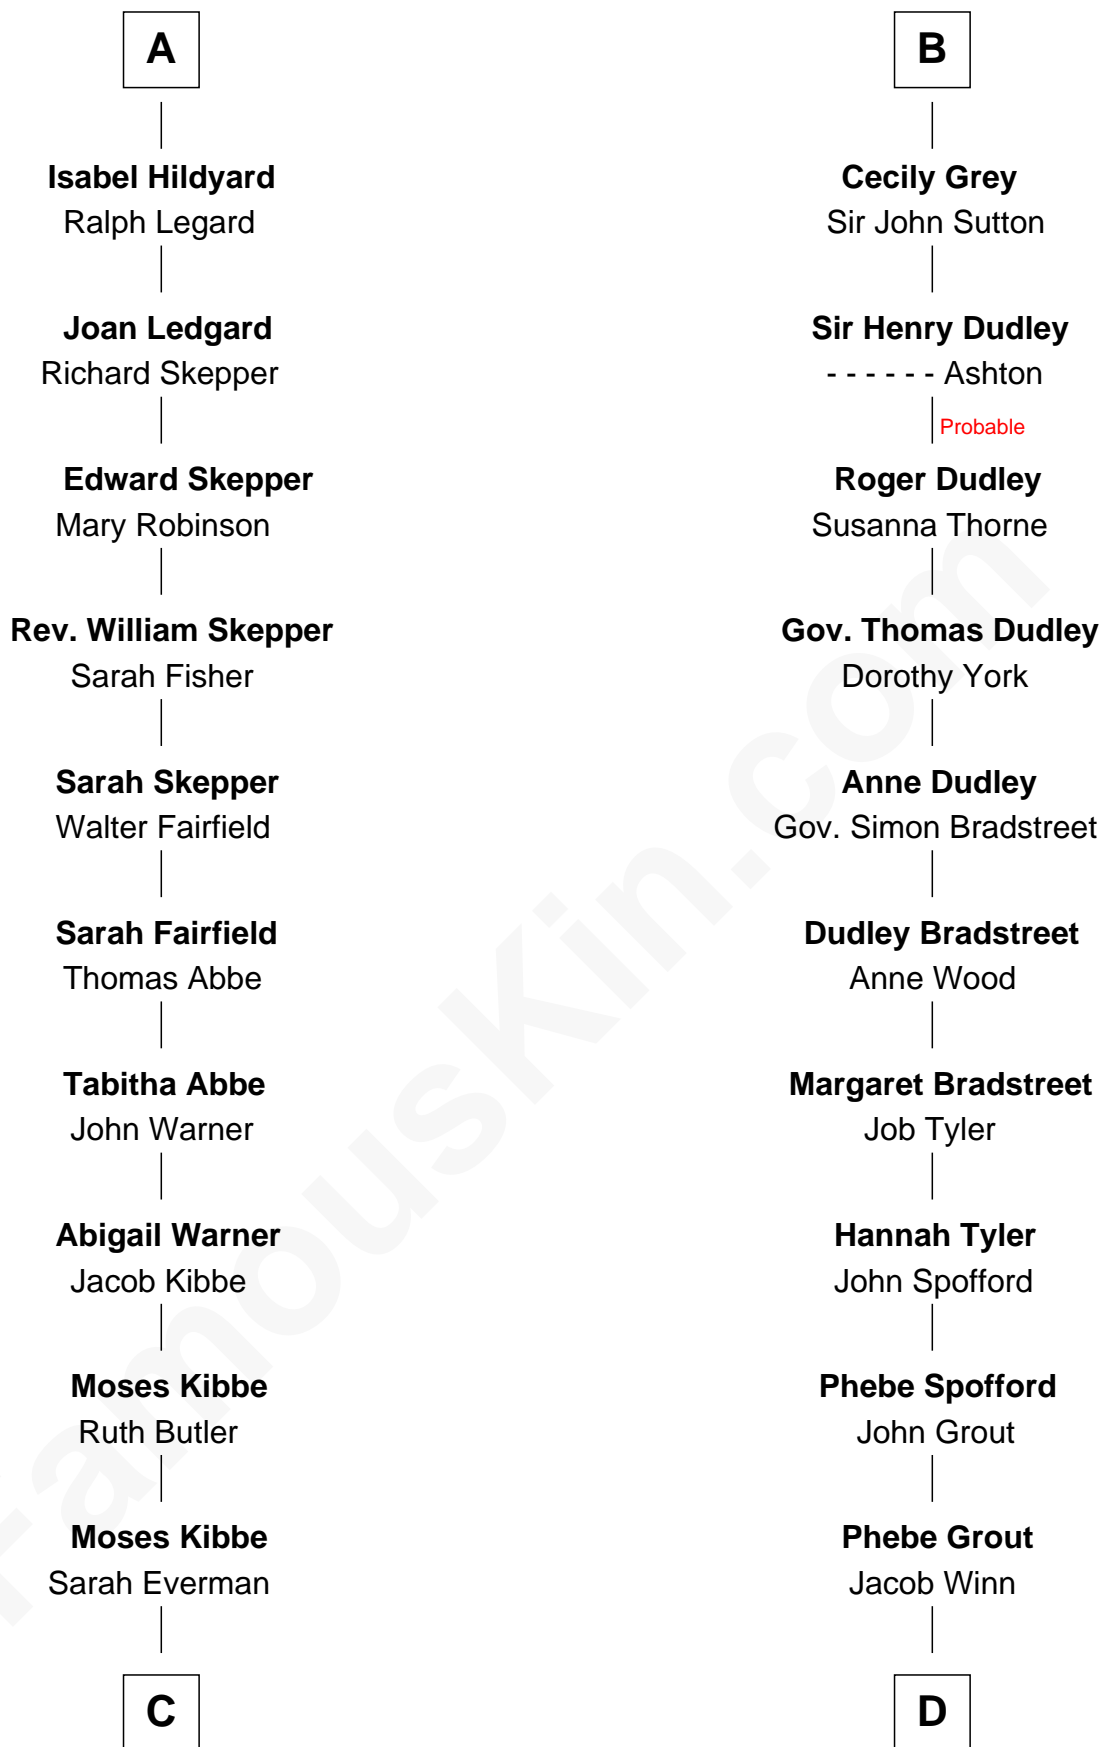 A
Isabel Hildyard
Ralph Legard
Joan Ledgard
Richard Skepper
Edward Skepper
Mary Robinson
Rev. William Skepper
Sarah Fisher
Sarah Skepper
Walter Fairfield
Sarah Fairfield
Thomas Abbe
Tabitha Abbe
John Warner
Abigail Warner
Jacob Kibbe
Moses Kibbe
Ruth Butler
Moses Kibbe
Sarah Everman
C
B
Cecily Grey
Sir John Sutton
Sir Henry Dudley
- - - - - - Ashton
Probable
Roger Dudley
Susanna Thorne
Gov. Thomas Dudley
Dorothy York
Anne Dudley
Gov. Simon Bradstreet
Dudley Bradstreet
Anne Wood
Margaret Bradstreet
Job Tyler
Hannah Tyler
John Spofford
Phebe Spofford
John Grout
Phebe Grout
Jacob Winn
D
FamousKin.com